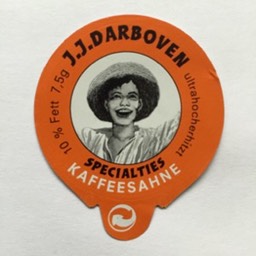 J.J.DARBOVEN
10 % Fett 7,5g
ultrahocherhitzt
SPECIALTIES
KAFFEESAHNE